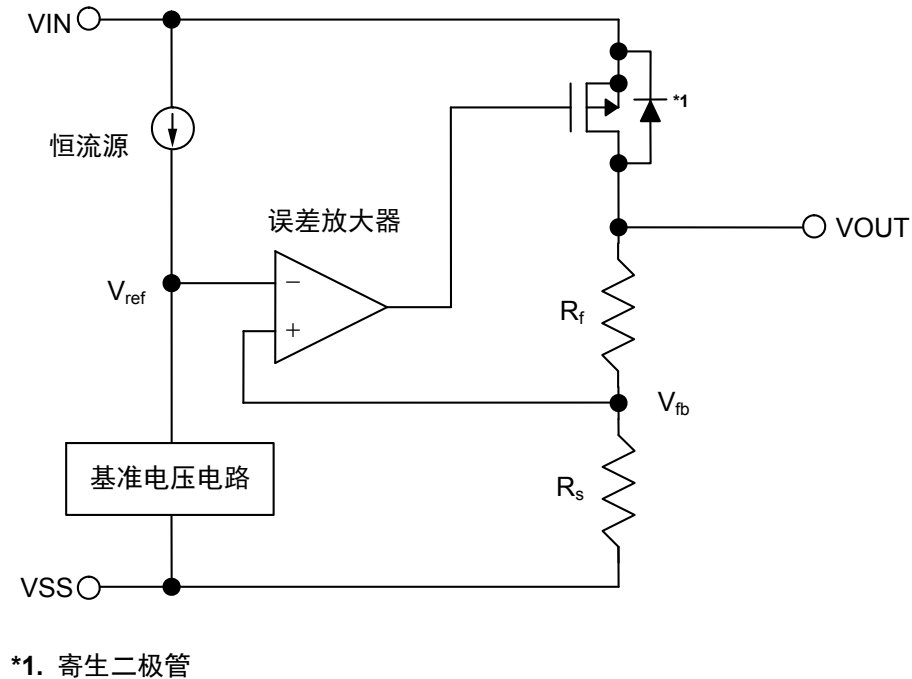 VIN
*1
恒流源
误差放大器
VOUT
Vref
−
+
Rf
Vfb
基准电压电路
Rs
VSS
*1. 寄生二极管